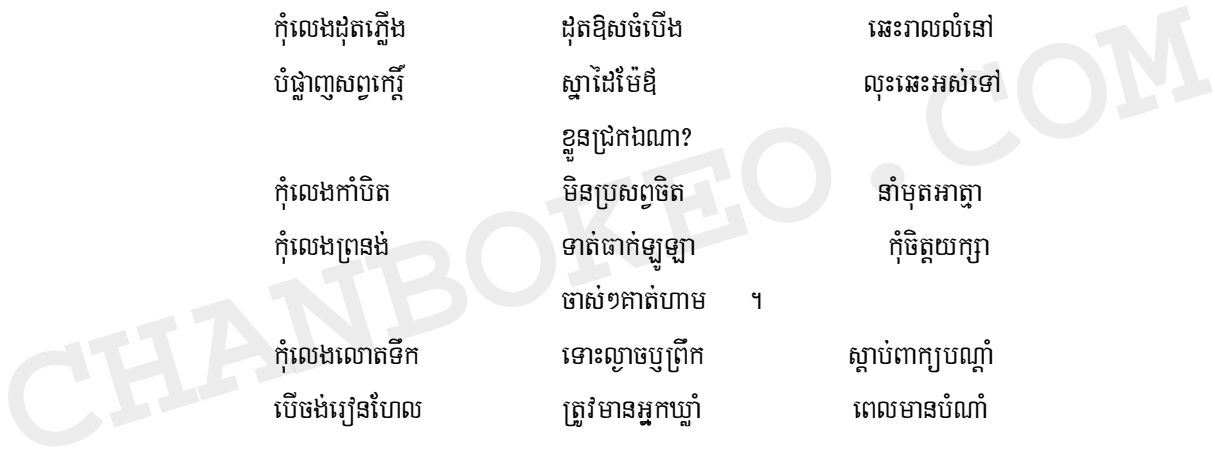 កុំលេងដុតភ្លើង ដុតឱសចំបើង ឆេះរាលលំនៅ
បំផ្លាញសព្វកេរ្តិ៍ ស្នាដៃម៉ែឪ លុះឆេះអស់ទៅ
ខ្លួនជ្រកឯណា?
កុំលេងកាំបិត មិនប្រសព្វចិត នាំមុតអាត្មា
កុំលេងព្រនង់ ទាត់ធាក់ឡូឡា កុំចិត្តយក្សា
ចាស់ៗគាត់ហាម ។
កុំលេងលោតទឹក ទោះល្ងាចប្ញព្រឹក ស្តាប់ពាក្យបណ្តាំ
បើចង់រៀនហែល ត្រូវមានអ្នកឃ្លាំ ពេលមានបំណាំ
CHANBOKEO.COM